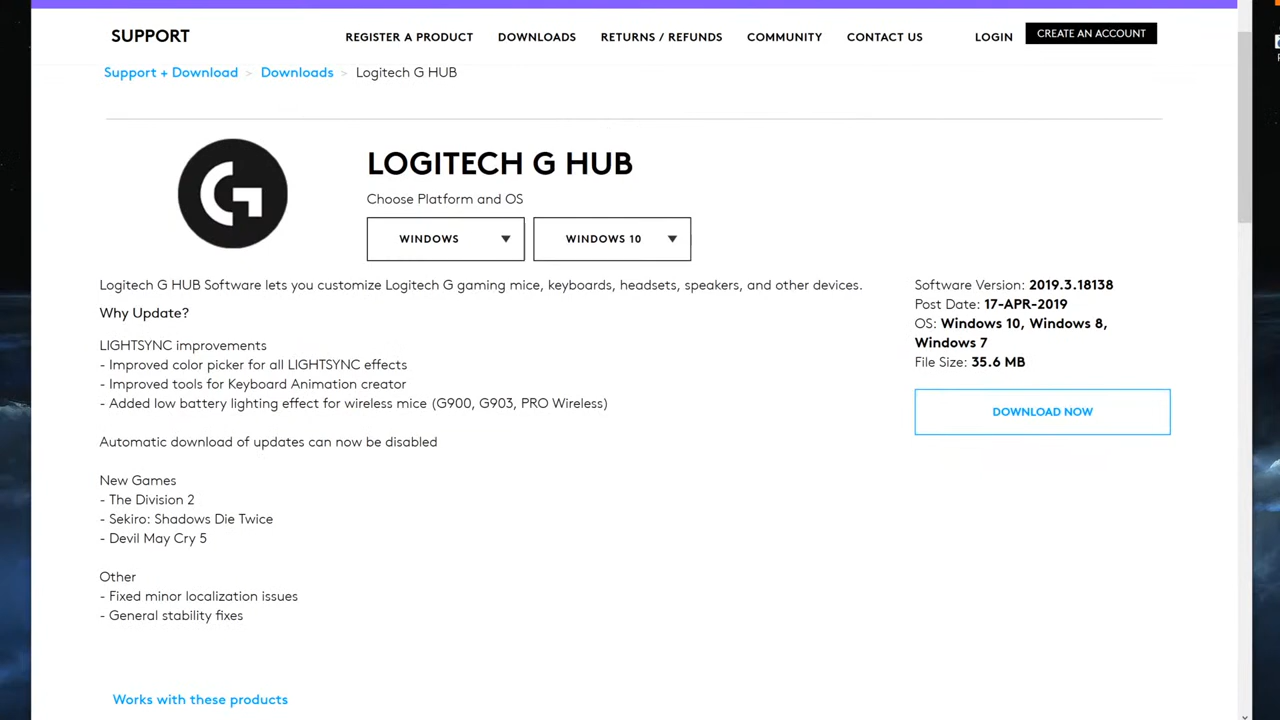 SUPPORT
REGISTER A PRODUCT DOWNLOADS RETURNS / REFUNDS COMMUNITY CONTACT US LOGIN CREATE AN ACCOUNT
Support + Download > Downloads > Logitech G HUB
LOGITECH G HUB
Choose Platform and OS
WINDOWS WINDOWS 10
Logitech G HUB Software lets you customize Logitech G gaming mice, keyboards, headsets, speakers, and other devices.
Why Update?
LIGHTSYNC improvements
- Improved color picker for all LIGHTSYNC effects
- Improved tools for Keyboard Animation creator
- Added low battery lighting effect for wireless mice (G900, G903, PRO Wireless)
Automatic download of updates can now be disabled
New Games
- The Division 2
- Sekiro: Shadows Die Twice
- Devil May Cry 5
Other
- Fixed minor localization issues
- General stability fixes
Software Version: 2019.3.18138
Post Date: 17-APR-2019
OS: Windows 10, Windows 8,
Windows 7
File Size: 35.6 MB
DOWNLOAD NOW
Works with these products